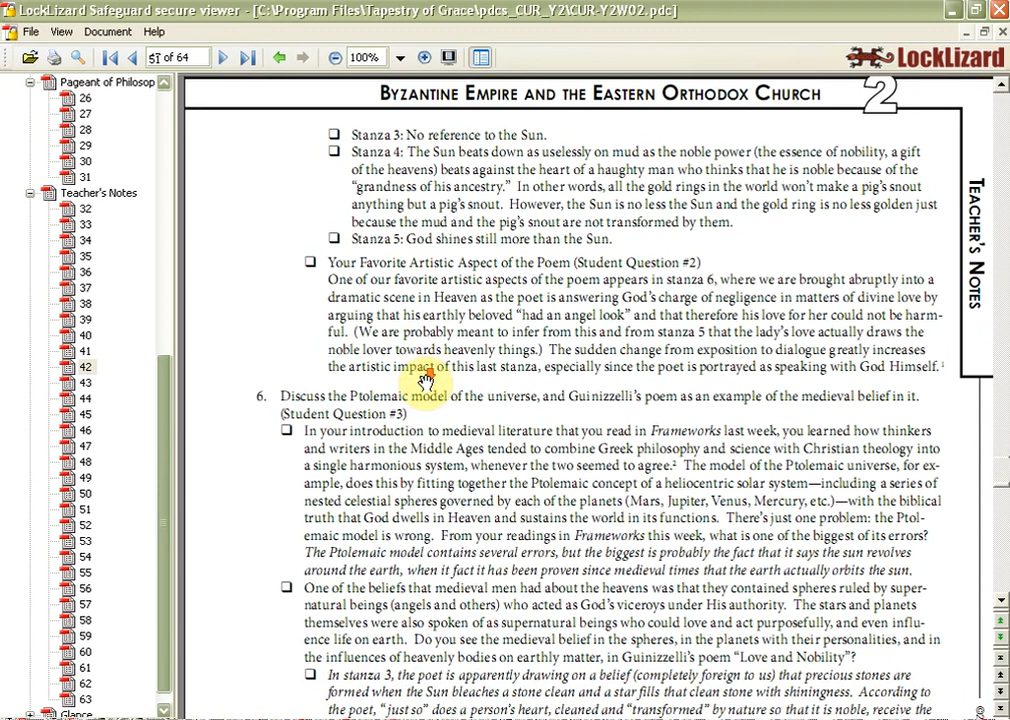 LockLizard Safeguard secure viewer - [C:\Program Files\Tapestry of Grace\pdcs_CUR_Y2\CUR-Y2W02.pdc]
File View Document Help
51 of 64
100%
LOCKLIZARD
Pageant of Philosop
26
27
28
29
30
31
Teacher's Notes
32
33
34
35
36
37
38
39
40
41
42
43
44
45
46
47
48
49
50
51
52
53
54
55
56
57
58
59
60
61
62
63
Glance
BYZANTINE EMPIRE AND THE EASTERN ORTHODOX CHURCH
2
TEACHER'S NOTES
❑ Stanza 3: No reference to the Sun.
❑ Stanza 4: The Sun beats down as uselessly on mud as the noble power (the essence of nobility, a gift
of the heavens) beats against the heart of a haughty man who thinks that he is noble because of the
“grandness of his ancestry.” In other words, all the gold rings in the world won’t make a pig’s snout
anything but a pig’s snout. However, the Sun is no less the Sun and the gold ring is no less golden just
because the mud and the pig’s snout are not transformed by them.
❑ Stanza 5: God shines still more than the Sun.
❑ Your Favorite Artistic Aspect of the Poem (Student Question #2)
One of our favorite artistic aspects of the poem appears in stanza 6, where we are brought abruptly into a
dramatic scene in Heaven as the poet is answering God’s charge of negligence in matters of divine love by
arguing that his earthly beloved “had an angel look” and that therefore his love for her could not be harm-
ful. (We are probably meant to infer from this and from stanza 5 that the lady’s love actually draws the
noble lover towards heavenly things.) The sudden change from exposition to dialogue greatly increases
the artistic impact of this last stanza, especially since the poet is portrayed as speaking with God Himself.¹
6. Discuss the Ptolemaic model of the universe, and Guinizzelli’s poem as an example of the medieval belief in it.
(Student Question #3)
❑ In your introduction to medieval literature that you read in Frameworks last week, you learned how thinkers
and writers in the Middle Ages tended to combine Greek philosophy and science with Christian theology into
a single harmonious system, whenever the two seemed to agree.² The model of the Ptolemaic universe, for ex-
ample, does this by fitting together the Ptolemaic concept of a heliocentric solar system—including a series of
nested celestial spheres governed by each of the planets (Mars, Jupiter, Venus, Mercury, etc.)—with the biblical
truth that God dwells in Heaven and sustains the world in its functions. There’s just one problem: the Ptol-
emaic model is wrong. From your readings in Frameworks this week, what is one of the biggest of its errors?
The Ptolemaic model contains several errors, but the biggest is probably the fact that it says the sun revolves
around the earth, when if fact it has been proven since medieval times that the earth actually orbits the sun.
❑ One of the beliefs that medieval men had about the heavens was that they contained spheres ruled by super-
natural beings (angels and others) who acted as God’s viceroys under His authority. The stars and planets
themselves were also spoken of as supernatural beings who could love and act purposefully, and even influ-
ence life on earth. Do you see the medieval belief in the spheres, in the planets with their personalities, and in
the influences of heavenly bodies on earthly matter, in Guinizzelli’s poem “Love and Nobility”?
❑ In stanza 3, the poet is apparently drawing on a belief (completely foreign to us) that precious stones are
formed when the Sun bleaches a stone clean and a star fills that clean stone with shininess. According to
the poet, “just so” does a person’s heart, cleaned and “transformed” by nature so that it is noble, receive the